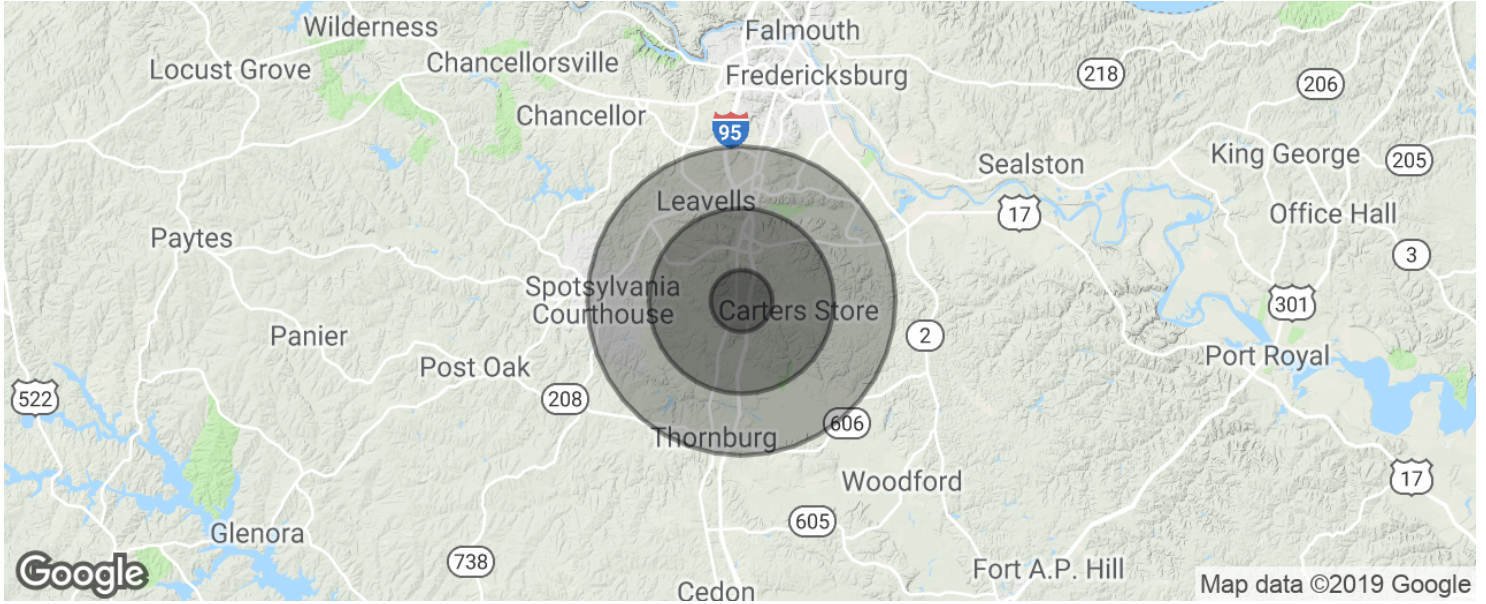 Wilderness
Falmouth
Locust Grove
Chancellorsville
Fredericksburg
218
206
Chancellor
95
Sealston
King George
205
Leavells
17
Office Hall
Paytes
3
Spotsylvania
Courthouse
Carters Store
301
Panier
2
Port Royal
Post Oak
522
208
606
Thornburg
Woodford
17
605
Glenora
738
Fort A.P. Hill
Google
Cedon
Map data ©2019 Google